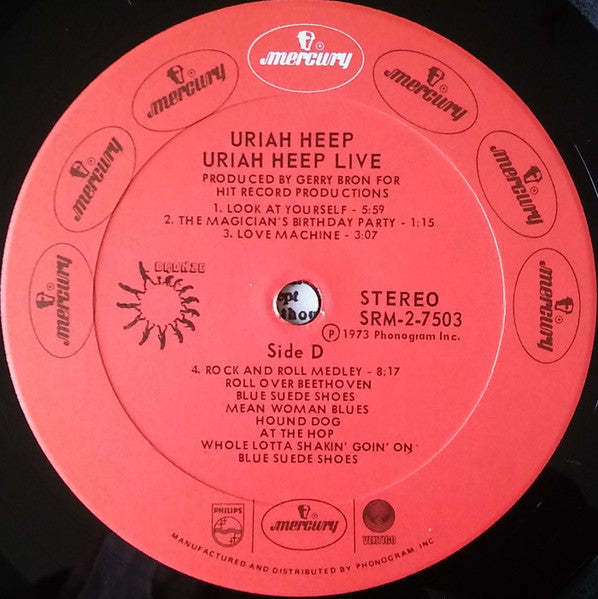 mercury
mercury
mercury
mercury
mercury
mercury
mercury
URIAH HEEP
URIAH HEEP LIVE
PRODUCED BY GERRY BRON FOR
HIT RECORD PRODUCTIONS
1. LOOK AT YOURSELF - 5:59
2. THE MAGICIAN'S BIRTHDAY PARTY - 1:15
3. LOVE MACHINE - 3:07
BRONZE
STEREO
SRM-2-7503
Ⓟ 1973 Phonogram Inc.
Side D
4. ROCK AND ROLL MEDLEY - 8:17
ROLL OVER BEETHOVEN
BLUE SUEDE SHOES
MEAN WOMAN BLUES
HOUND DOG
AT THE HOP
WHOLE LOTTA SHAKIN' GOIN' ON
BLUE SUEDE SHOES
PHILIPS
mercury
VERTIGO
MANUFACTURED AND DISTRIBUTED BY PHONOGRAM, INC